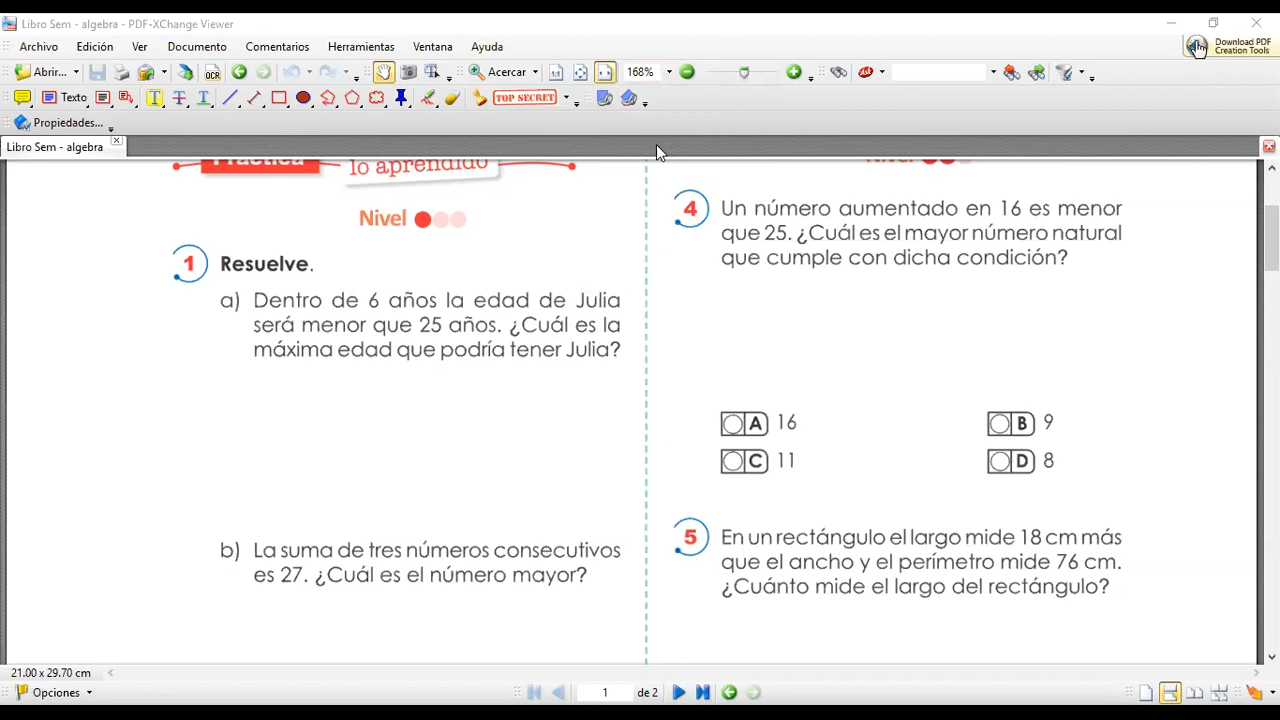 Libro Sem - algebra - PDF-XChange Viewer
Archivo Edición Ver Documento Comentarios Herramientas Ventana Ayuda
Download PDF
Creation Tools
Abrir... OCR Acercar 168%
Texto TOP SECRET
Propiedades...
Libro Sem - algebra
Practica lo aprendido
Nivel
1 Resuelve.
a) Dentro de 6 años la edad de Julia
será menor que 25 años. ¿Cuál es la
máxima edad que podría tener Julia?
b) La suma de tres números consecutivos
es 27. ¿Cuál es el número mayor?
Nivel
4 Un número aumentado en 16 es menor
que 25. ¿Cuál es el mayor número natural
que cumple con dicha condición?
A 16 B 9
C 11 D 8
5 En un rectángulo el largo mide 18 cm más
que el ancho y el perímetro mide 76 cm.
¿Cuánto mide el largo del rectángulo?
21.00 x 29.70 cm
Opciones 1 de 2